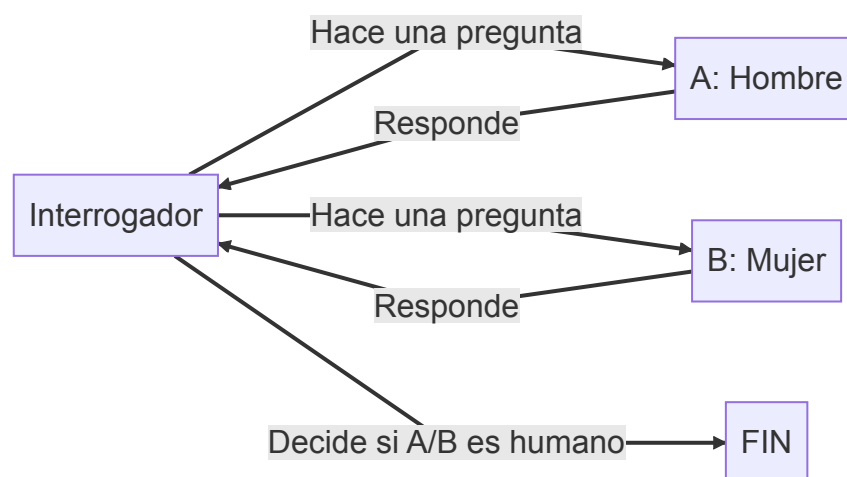 Hace una pregunta
A: Hombre
Responde
Interrogador
Hace una pregunta
B: Mujer
Responde
Decide si A/B es humano
FIN